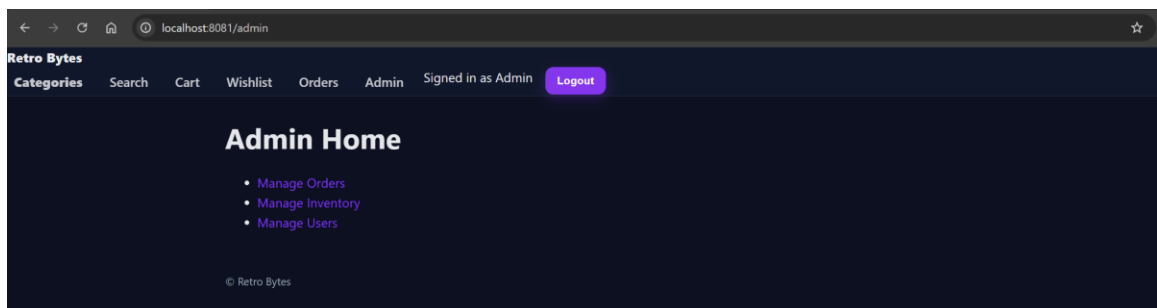 localhost:8081/admin
Retro Bytes
Categories Search Cart Wishlist Orders Admin Signed in as Admin Logout
Admin Home
• Manage Orders
• Manage Inventory
• Manage Users
© Retro Bytes